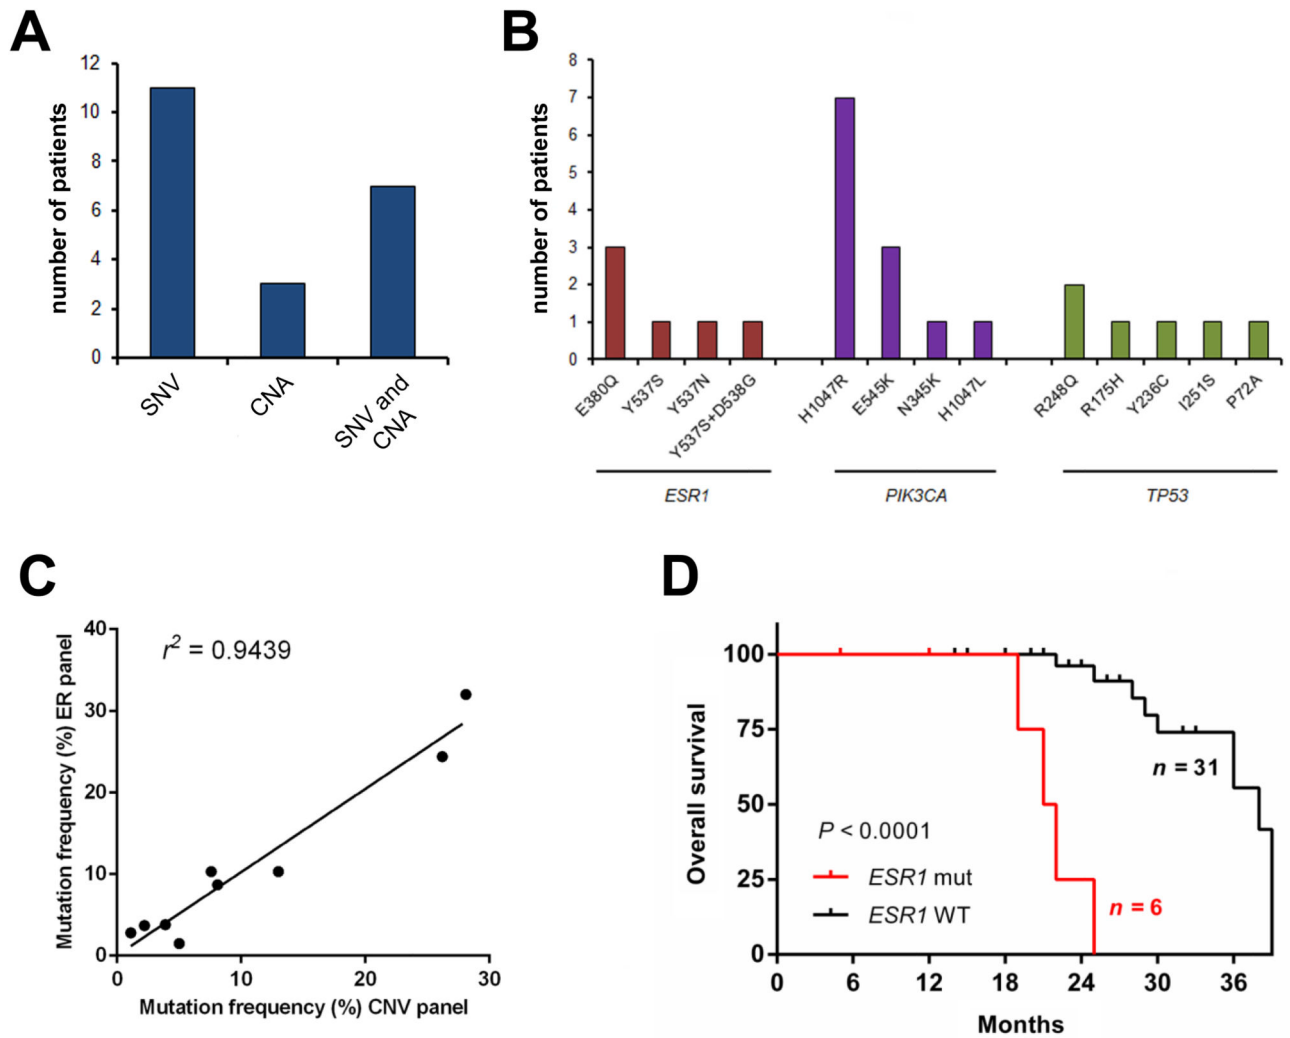 A
number of patients
12
10
8
6
4
2
0
SNV
CNA
SNV and
CNA
B
number of patients
8
7
6
5
4
3
2
1
0
E380Q
Y537S
Y537N
Y537S+D538G
H1047R
E545K
N345K
H1047L
R248Q
R175H
Y236C
I251S
P72A
ESR1
PIK3CA
TP53
C
Mutation frequency (%) ER panel
40
30
20
10
0
r² = 0.9439
0 10 20 30
Mutation frequency (%) CNV panel
D
Overall survival
100
75
50
25
0
n = 31
P < 0.0001
ESR1 mut
ESR1 WT
n = 6
0 6 12 18 24 30 36
Months